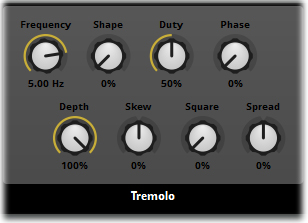 Frequency Shape Duty Phase
5.00 Hz 0% 50% 0%
Depth Skew Square Spread
100% 0% 0% 0%
Tremolo